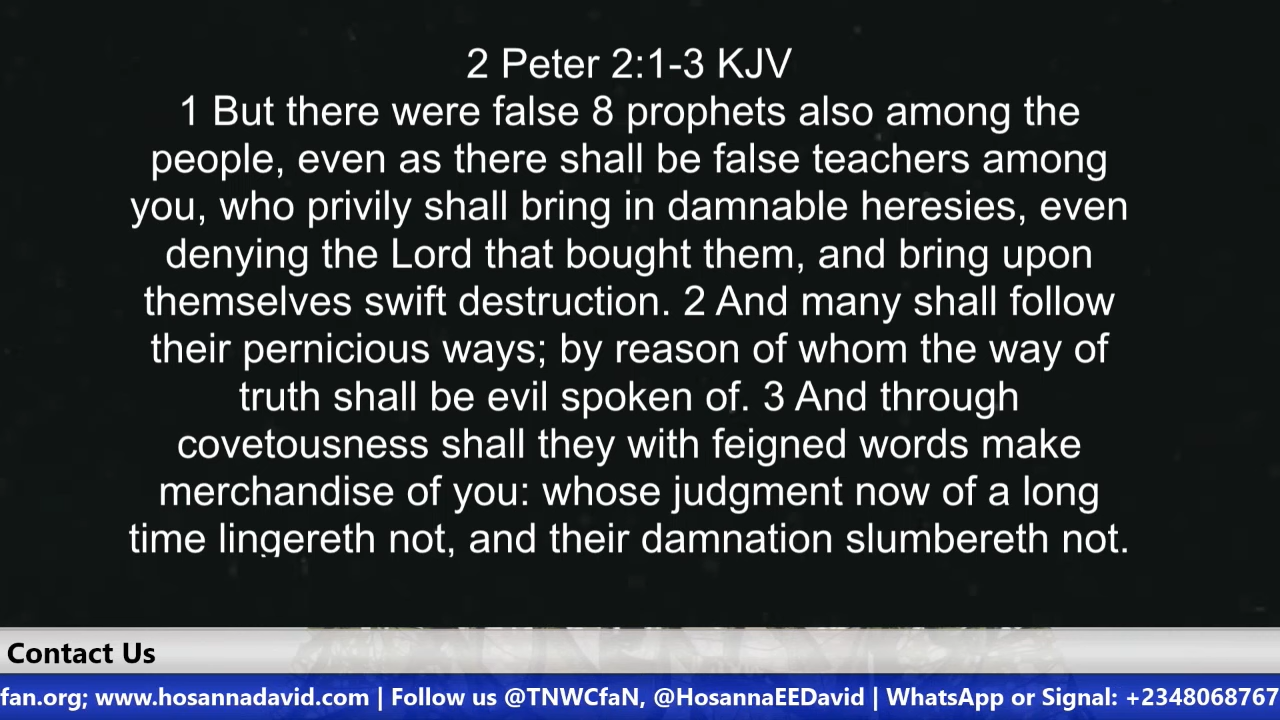 2 Peter 2:1-3 KJV
1 But there were false 8 prophets also among the
people, even as there shall be false teachers among
you, who privily shall bring in damnable heresies, even
denying the Lord that bought them, and bring upon
themselves swift destruction. 2 And many shall follow
their pernicious ways; by reason of whom the way of
truth shall be evil spoken of. 3 And through
covetousness shall they with feigned words make
merchandise of you: whose judgment now of a long
time lingereth not, and their damnation slumbereth not.
Contact Us
fan.org; www.hosannadavid.com | Follow us @TNWCfaN, @HosannaEEDavid | WhatsApp or Signal: +2348068767